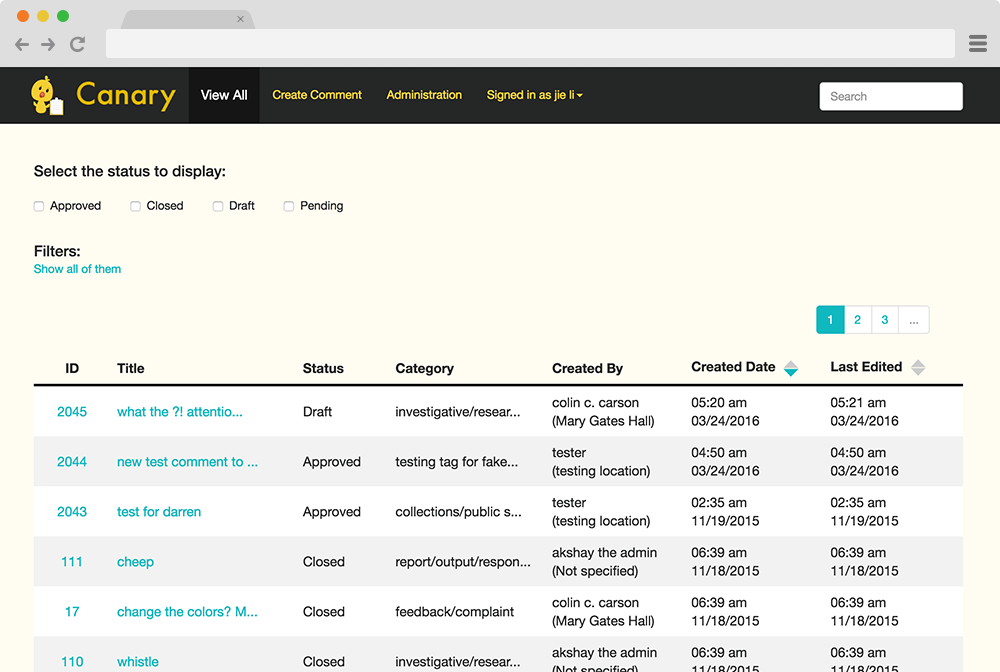 Canary View All Create Comment Administration Signed in as jie li Search
Select the status to display:
Approved Closed Draft Pending
Filters:
Show all of them
1 2 3 ...
ID Title Status Category Created By Created Date Last Edited
2045 what the ?! attentio... Draft investigative/resear... colin c. carson 05:20 am 05:21 am
(Mary Gates Hall) 03/24/2016 03/24/2016
2044 new test comment to ... Approved testing tag for fake... tester 04:50 am 04:50 am
(testing location) 03/24/2016 03/24/2016
2043 test for darren Approved collections/public s... tester 02:35 am 02:35 am
(testing location) 11/19/2015 11/19/2015
111 cheep Closed report/output/respon... akshay the admin 06:39 am 06:39 am
(Not specified) 11/18/2015 11/18/2015
17 change the colors? M... Closed feedback/complaint colin c. carson 06:39 am 06:39 am
(Mary Gates Hall) 11/18/2015 11/18/2015
110 whistle Closed investigative/resear... akshay the admin 06:39 am 06:39 am
(Not specified) 11/18/2015 11/18/2015